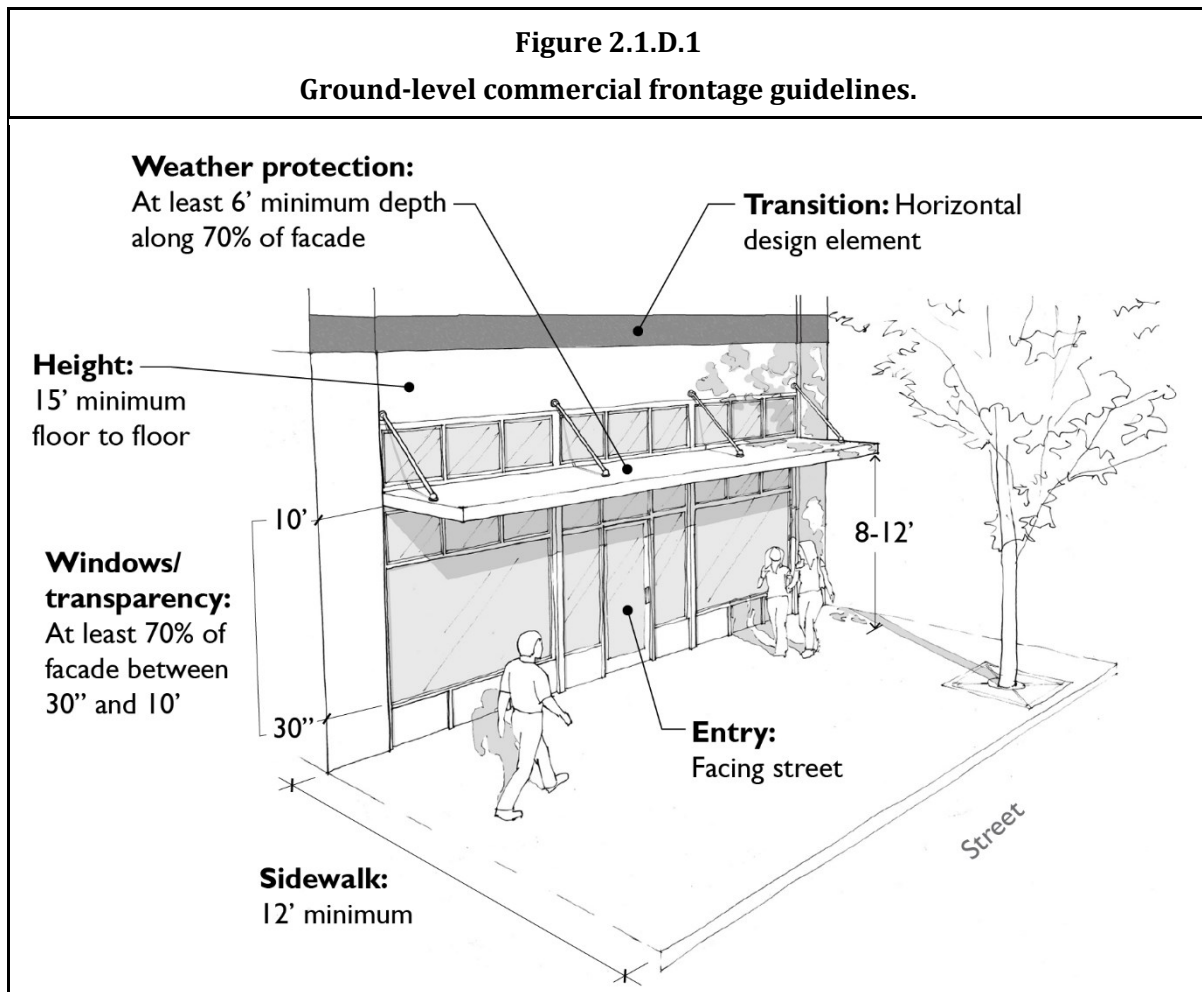 Figure 2.1.D.1
Ground-level commercial frontage guidelines.
Weather protection:
At least 6’ minimum depth
along 70% of facade
Transition: Horizontal
design element
Height:
15’ minimum
floor to floor
10’
Windows/
transparency:
At least 70% of
facade between
30” and 10’
30”
8-12’
Entry:
Facing street
Street
Sidewalk:
12’ minimum